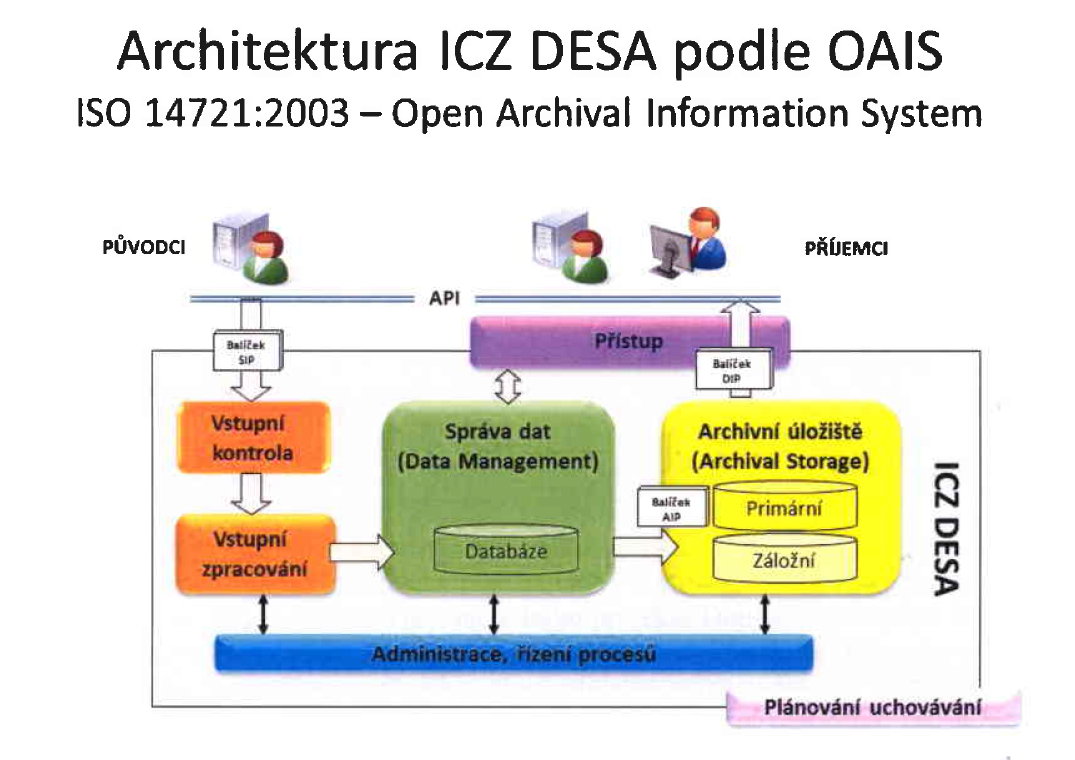 Architektura ICZ DESA podle OAIS
ISO 14721:2003 – Open Archival Information System
PŮVODCI
PŘÍJEMCI
API
Přístup
Balíček
SIP
Balíček
DIP
Vstupní
kontrola
Správa dat
(Data Management)
Archivní úložiště
(Archival Storage)
Balíček
AIP
Primární
Vstupní
zpracování
Databáze
Záložní
ICZ DESA
Administrace, řízení procesů
Plánování uchovávání